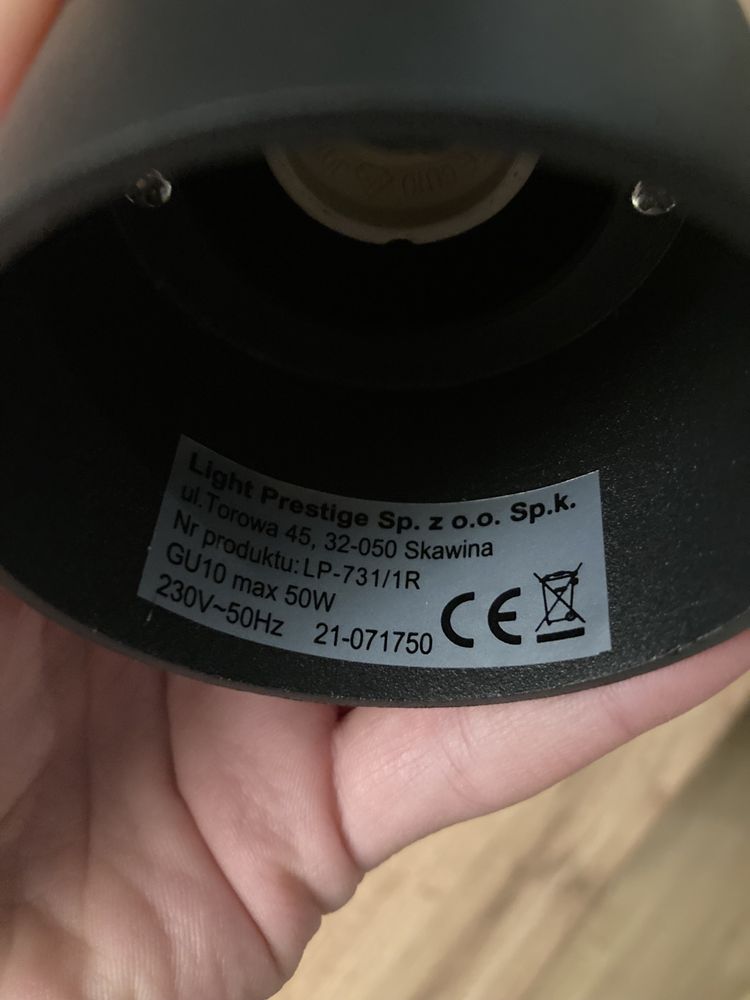 Light Prestige Sp. z o.o. Sp.k.
ul.Torowa 45, 32-050 Skawina
Nr produktu: LP-731/1R
GU10 max 50W
230V~50Hz 21-071750 CE